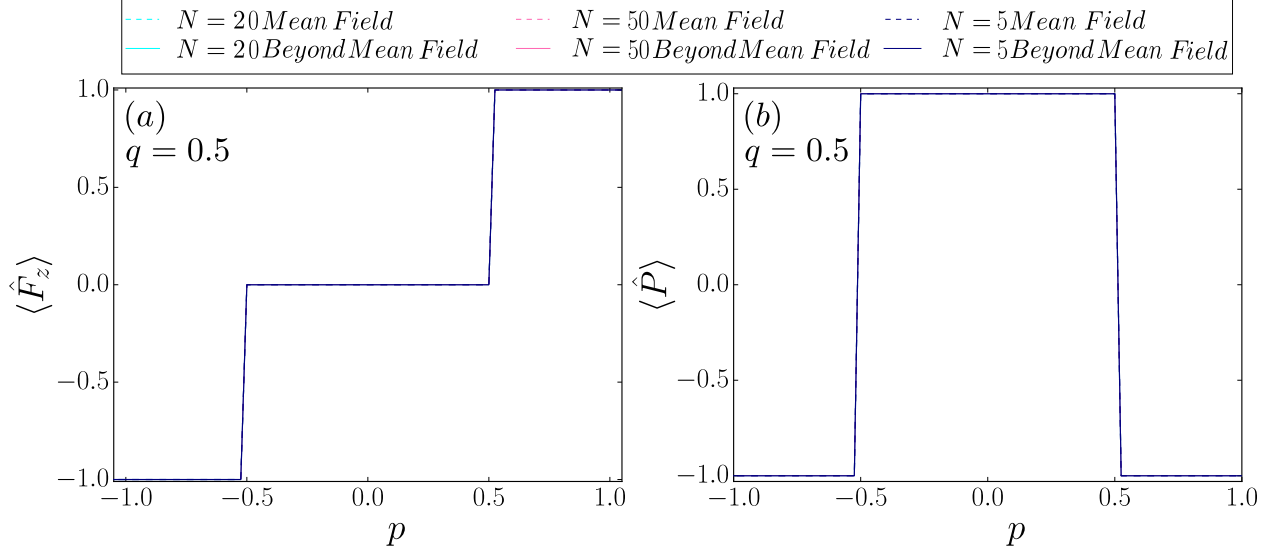 N = 20 Mean Field N = 50 Mean Field N = 5 Mean Field
N = 20 Beyond Mean Field N = 50 Beyond Mean Field N = 5 Beyond Mean Field
(a)
q = 0.5
1.0
0.5
0.0
−0.5
−1.0
⟨F̂z⟩
−1.0 −0.5 0.0 0.5 1.0
p
(b)
q = 0.5
1.0
0.5
0.0
−0.5
−1.0
⟨P̂⟩
−1.0 −0.5 0.0 0.5 1.0
p